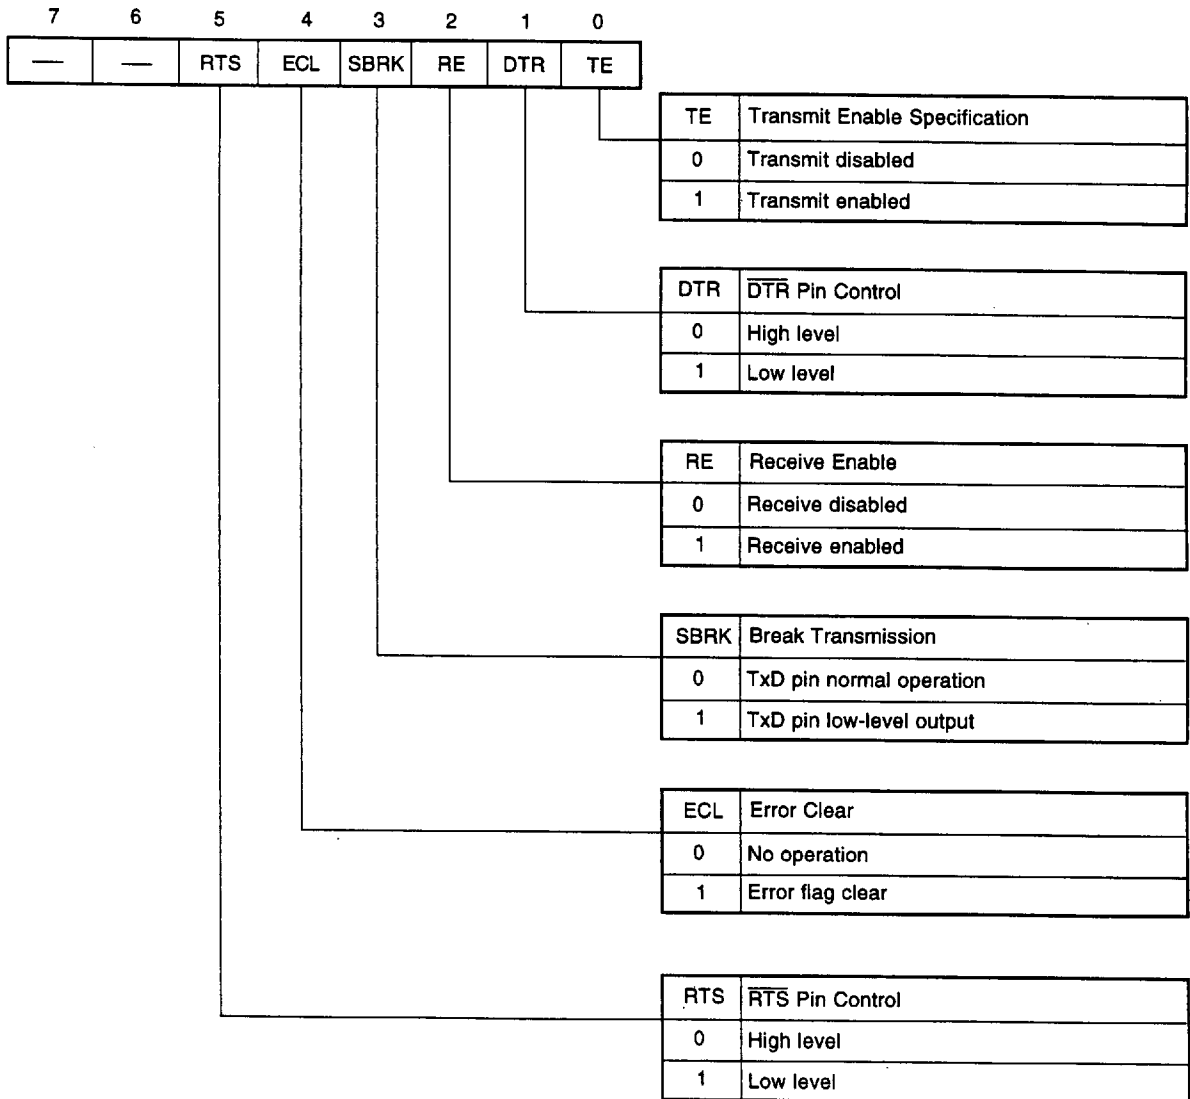 7 6 5 4 3 2 1 0
— — RTS ECL SBRK RE DTR TE
TE Transmit Enable Specification
0 Transmit disabled
1 Transmit enabled
DTR D̅T̅R̅ Pin Control
0 High level
1 Low level
RE Receive Enable
0 Receive disabled
1 Receive enabled
SBRK Break Transmission
0 TxD pin normal operation
1 TxD pin low-level output
ECL Error Clear
0 No operation
1 Error flag clear
RTS R̅T̅S̅ Pin Control
0 High level
1 Low level